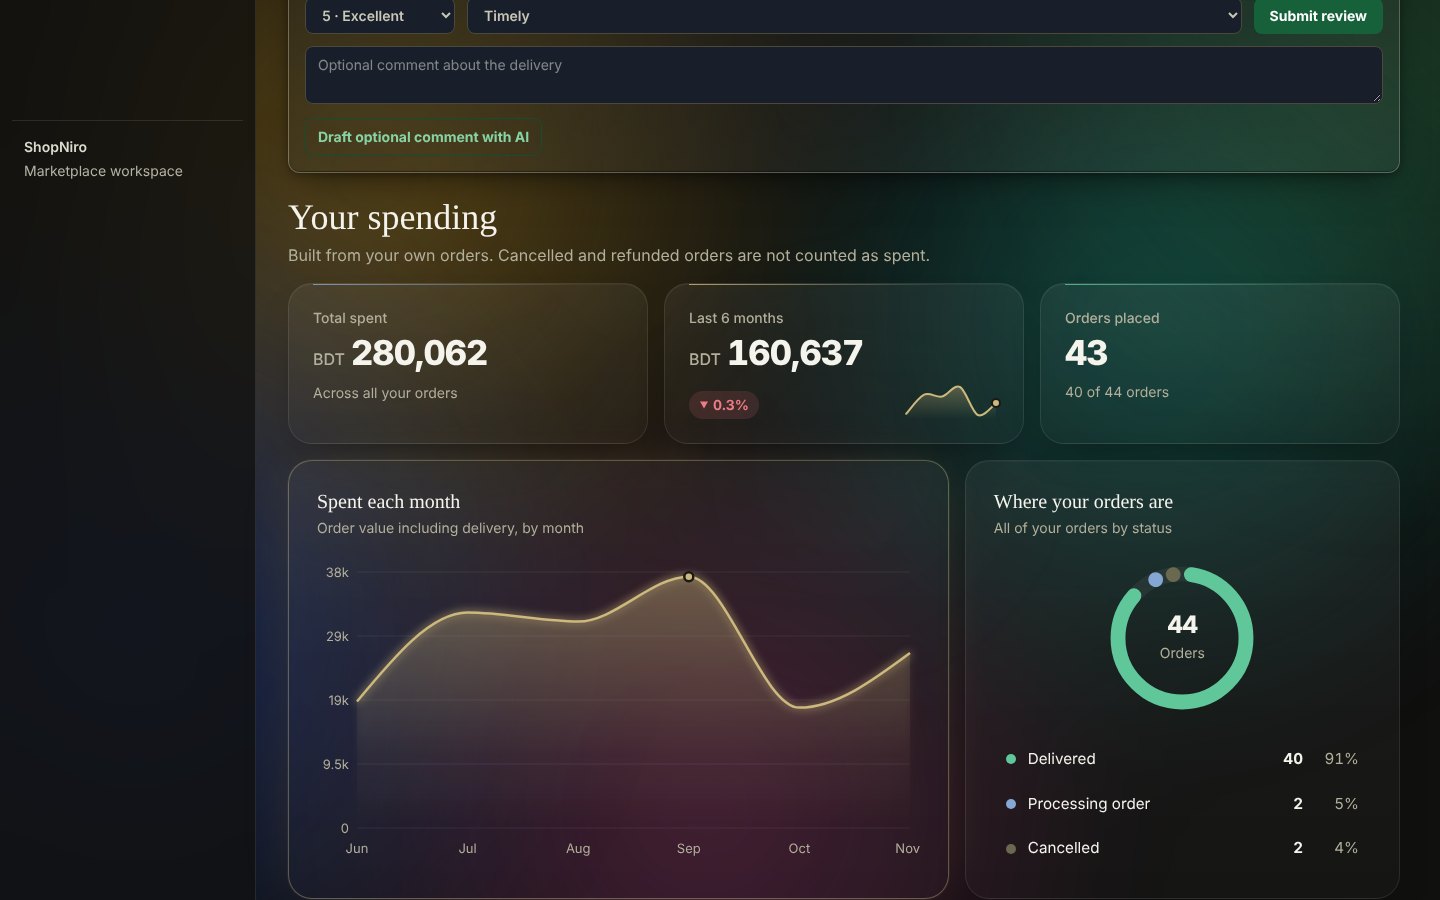 5 · Excellent
Timely
Submit review
Optional comment about the delivery
Draft optional comment with AI
ShopNiro
Marketplace workspace
Your spending
Built from your own orders. Cancelled and refunded orders are not counted as spent.
Total spent
BDT 280,062
Across all your orders
Last 6 months
BDT 160,637
▼ 0.3%
Orders placed
43
40 of 44 orders
Spent each month
Order value including delivery, by month
38k
29k
19k
9.5k
0
Jun Jul Aug Sep Oct Nov
Where your orders are
All of your orders by status
44
Orders
Delivered 40 91%
Processing order 2 5%
Cancelled 2 4%